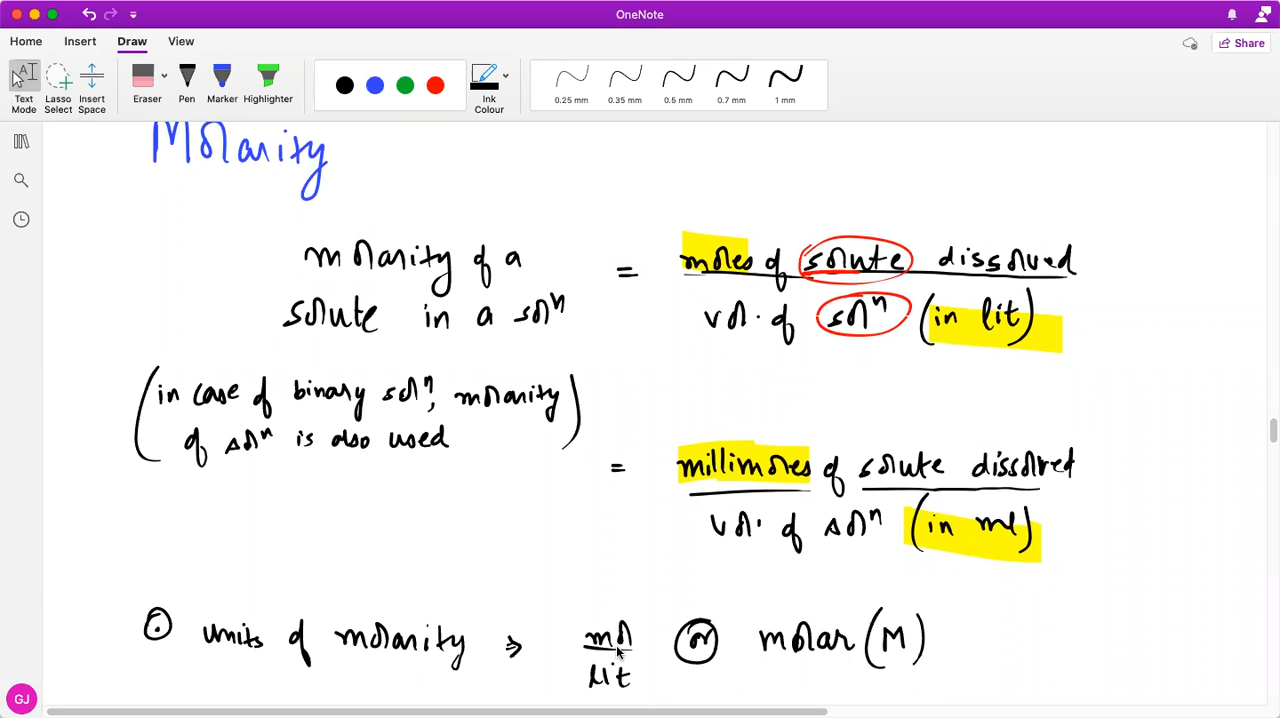 OneNote
Home Insert Draw View
Share
Text Mode
Lasso Select
Insert Space
Eraser
Pen
Marker
Highlighter
Ink Colour
0.25 mm 0.35 mm 0.5 mm 0.7 mm 1 mm
Molarity
molarity of a = moles of solute dissolved
solute in a solⁿ vol. of solⁿ (in lit)
(in case of binary solⁿ, molarity
of solⁿ is also used)
= millimoles of solute dissolved
vol. of solⁿ (in ml)
⊙ units of molarity ⇒ mol or molar (M)
lit
GJ